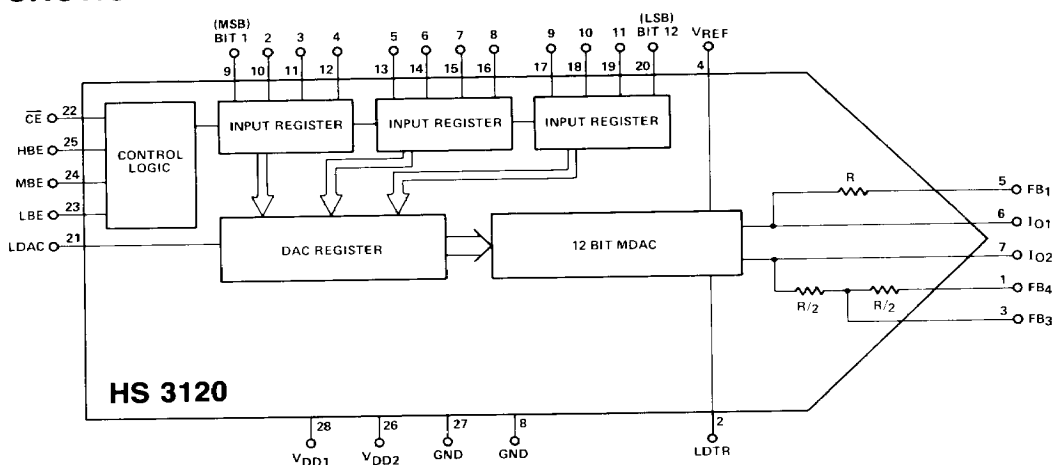 (MSB) BIT 1 2 3 4 5 6 7 8 9 10 11 (LSB) BIT 12 VREF
9 10 11 12 13 14 15 16 17 18 19 20 4
CE 22
HBE 25
MBE 24
LBE 23
LDAC 21
CONTROL LOGIC
INPUT REGISTER INPUT REGISTER INPUT REGISTER
DAC REGISTER 12 BIT MDAC
R
5 FB1
6 IO1
7 IO2
R/2 R/2
1 FB4
3 FB3
HS 3120
28 26 27 8 2
VDD1 VDD2 GND GND LDTR